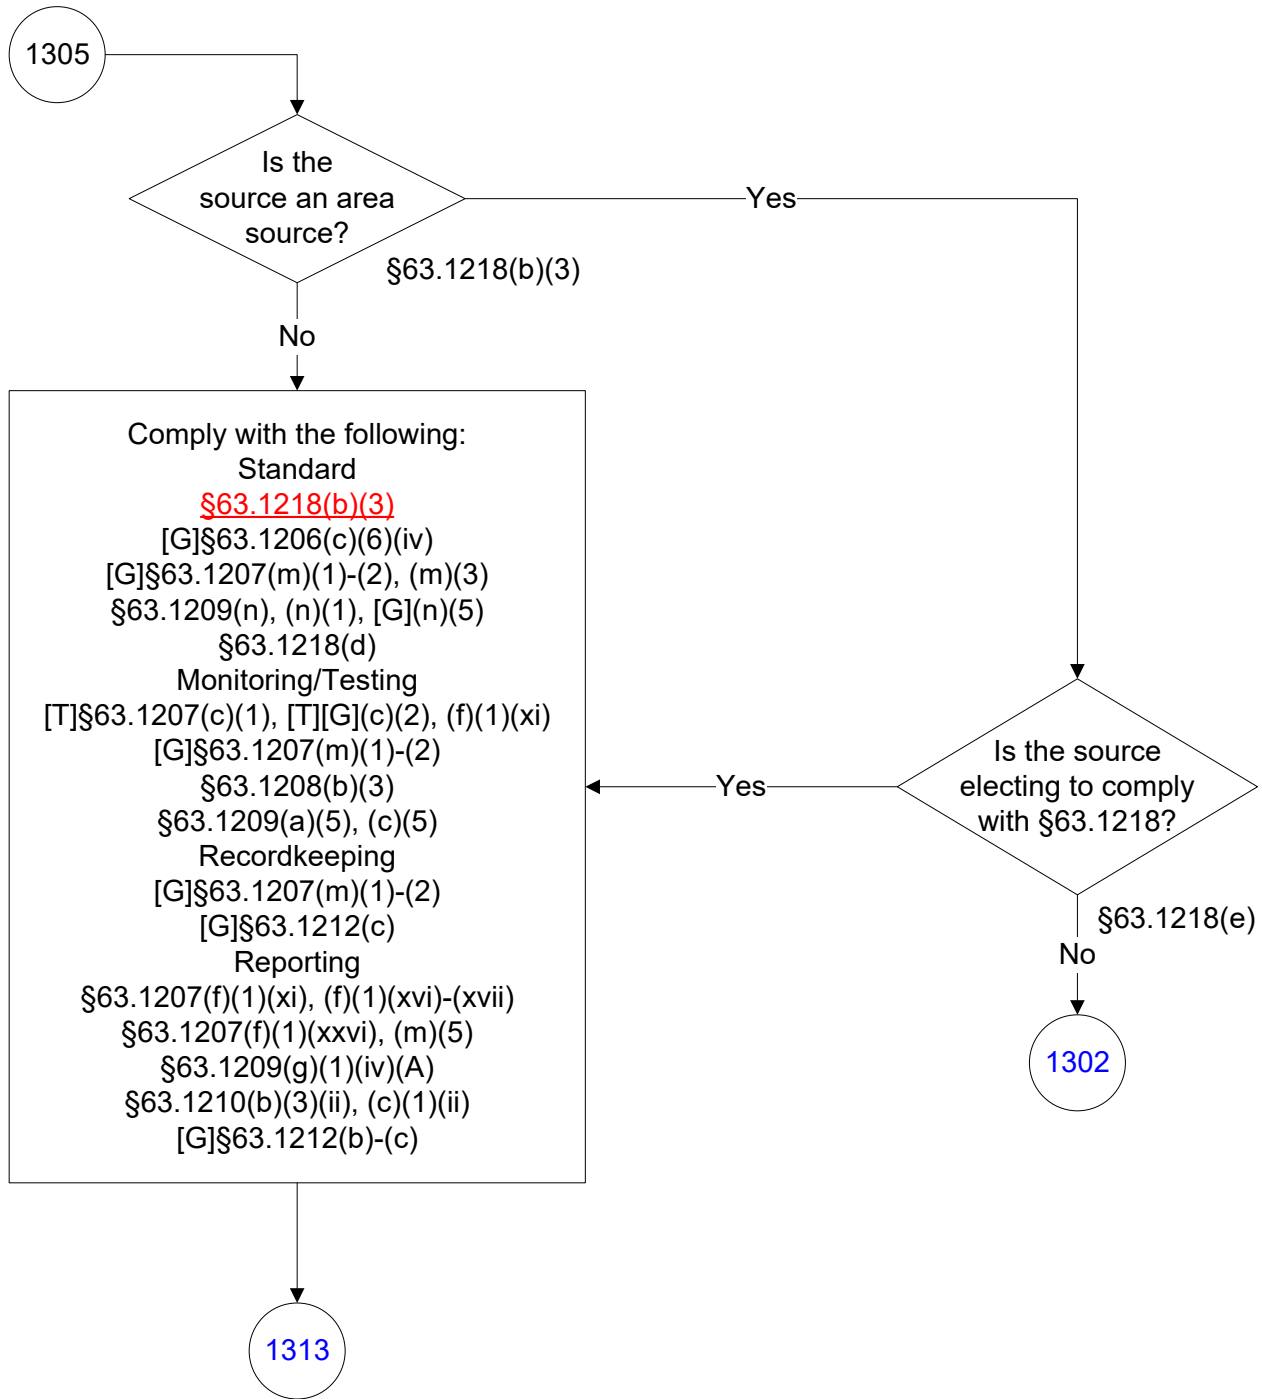 1305
Is the
source an area
source?
Yes
§63.1218(b)(3)
No
Comply with the following:
Standard
§63.1218(b)(3)
[G]§63.1206(c)(6)(iv)
[G]§63.1207(m)(1)-(2), (m)(3)
§63.1209(n), (n)(1), [G](n)(5)
§63.1218(d)
Monitoring/Testing
[T]§63.1207(c)(1), [T][G](c)(2), (f)(1)(xi)
[G]§63.1207(m)(1)-(2)
§63.1208(b)(3)
§63.1209(a)(5), (c)(5)
Recordkeeping
[G]§63.1207(m)(1)-(2)
[G]§63.1212(c)
Reporting
§63.1207(f)(1)(xi), (f)(1)(xvi)-(xvii)
§63.1207(f)(1)(xxvi), (m)(5)
§63.1209(g)(1)(iv)(A)
§63.1210(b)(3)(ii), (c)(1)(ii)
[G]§63.1212(b)-(c)
Yes
Is the source
electing to comply
with §63.1218?
§63.1218(e)
No
1302
1313